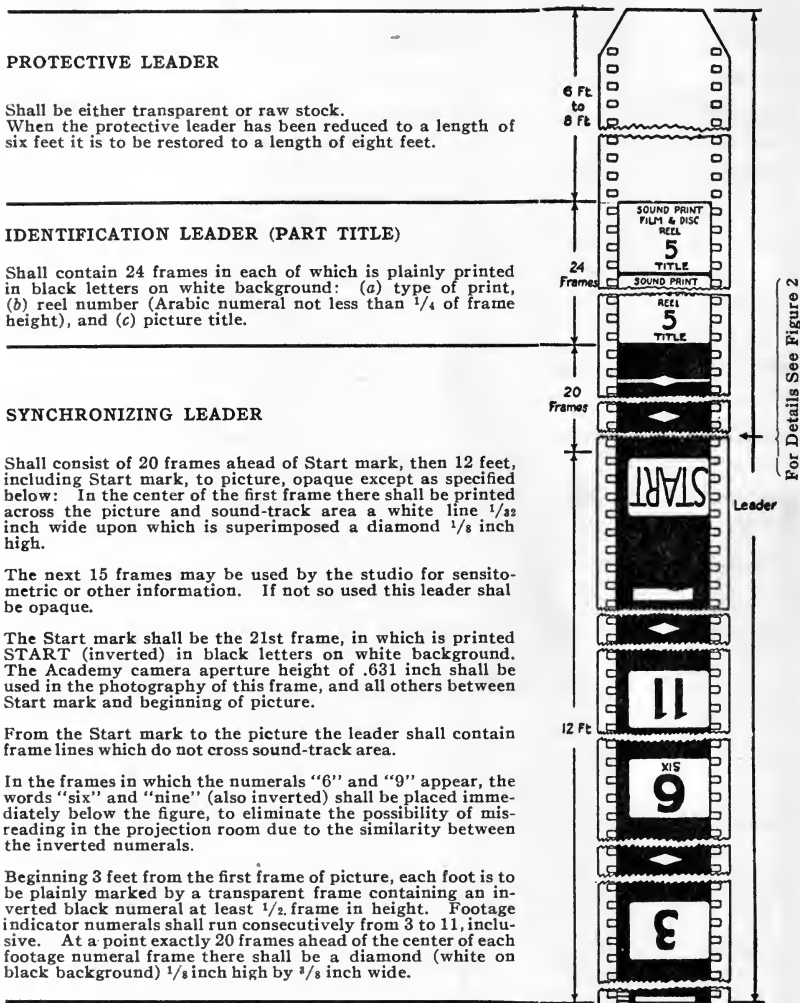 PROTECTIVE LEADER
Shall be either transparent or raw stock.
When the protective leader has been reduced to a length of
six feet it is to be restored to a length of eight feet.
6 Ft.
to
8 Ft
IDENTIFICATION LEADER (PART TITLE)
Shall contain 24 frames in each of which is plainly printed
in black letters on white background: (a) type of print,
(b) reel number (Arabic numeral not less than 1/4 of frame
height), and (c) picture title.
24
Frames
SOUND PRINT
FILM & DISC
REEL
5
TITLE
SOUND PRINT
REEL
5
TITLE
20
Frames
SYNCHRONIZING LEADER
Shall consist of 20 frames ahead of Start mark, then 12 feet,
including Start mark, to picture, opaque except as specified
below: In the center of the first frame there shall be printed
across the picture and sound-track area a white line 1/32
inch wide upon which is superimposed a diamond 1/8 inch
high.
The next 15 frames may be used by the studio for sensito-
metric or other information. If not so used this leader shal
be opaque.
The Start mark shall be the 21st frame, in which is printed
START (inverted) in black letters on white background.
The Academy camera aperture height of .631 inch shall be
used in the photography of this frame, and all others between
Start mark and beginning of picture.
From the Start mark to the picture the leader shall contain
frame lines which do not cross sound-track area.
In the frames in which the numerals "6" and "9" appear, the
words "six" and "nine" (also inverted) shall be placed imme-
diately below the figure, to eliminate the possibility of mis-
reading in the projection room due to the similarity between
the inverted numerals.
Beginning 3 feet from the first frame of picture, each foot is to
be plainly marked by a transparent frame containing an in-
verted black numeral at least 1/2 frame in height. Footage
indicator numerals shall run consecutively from 3 to 11, inclu-
sive. At a point exactly 20 frames ahead of the center of each
footage numeral frame there shall be a diamond (white on
black background) 1/8 inch high by 3/8 inch wide.
START
11
12 Ft
SIX
6
3
Leader
For Details See Figure 2